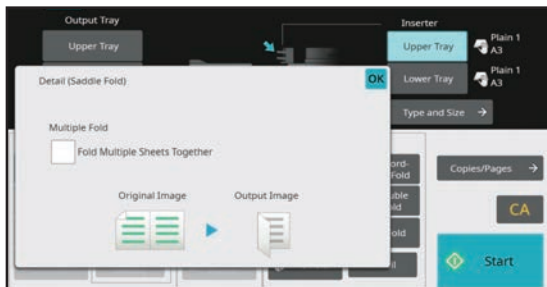 Output Tray
Inserter
Upper Tray
Upper Tray
Plain 1
A3
Lower Tray
Plain 1
A3
Type and Size
Detail (Saddle Fold)
OK
Multiple Fold
Fold Multiple Sheets Together
Original Image
Output Image
Copies/Pages
CA
Start